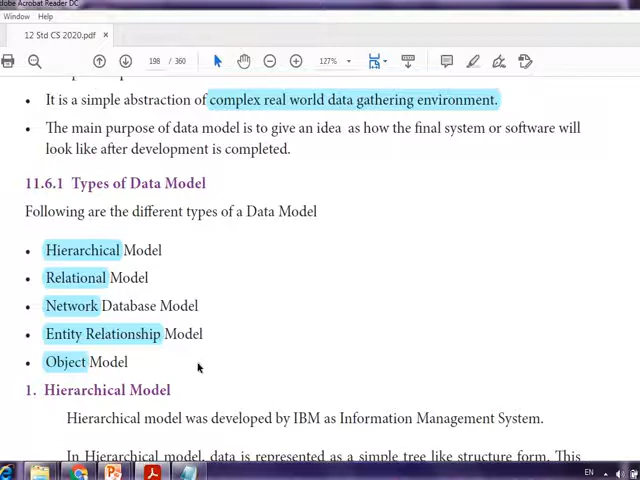 Adobe Acrobat Reader DC
Window Help
12 Std CS 2020.pdf ×
198 / 360 127%
• It is a simple abstraction of complex real world data gathering environment.
• The main purpose of data model is to give an idea as how the final system or software will
look like after development is completed.
11.6.1 Types of Data Model
Following are the different types of a Data Model
• Hierarchical Model
• Relational Model
• Network Database Model
• Entity Relationship Model
• Object Model
1. Hierarchical Model
Hierarchical model was developed by IBM as Information Management System.
In Hierarchical model, data is represented as a simple tree like structure form. This
EN